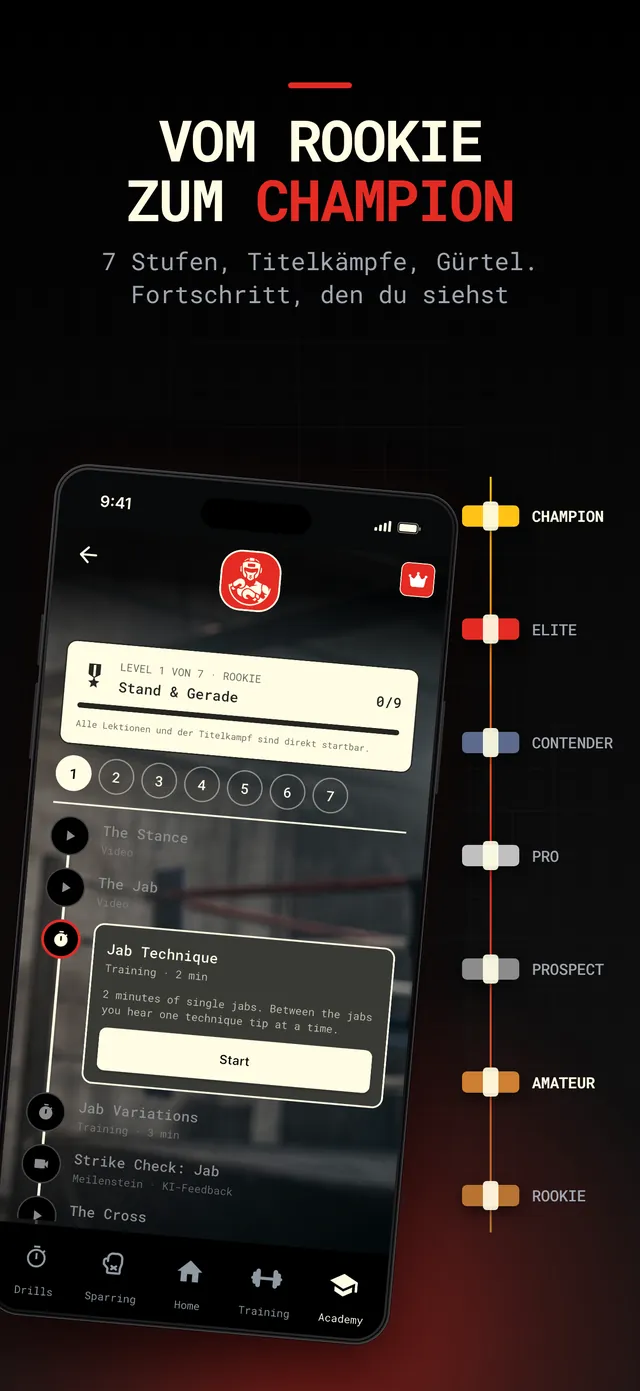 VOM ROOKIE
ZUM CHAMPION
7 Stufen, Titelkämpfe, Gürtel.
Fortschritt, den du siehst
9:41
LEVEL 1 VON 7 · ROOKIE
Stand & Gerade
0/9
Alle Lektionen und der Titelkampf sind direkt startbar.
1 2 3 4 5 6 7
The Stance
Video
The Jab
Video
Jab Technique
Training · 2 min
2 minutes of single jabs. Between the jabs
you hear one technique tip at a time.
Start
Jab Variations
Training · 3 min
Strike Check: Jab
Meilenstein · KI-Feedback
The Cross
Drills
Sparring
Home
Training
Academy
CHAMPION
ELITE
CONTENDER
PRO
PROSPECT
AMATEUR
ROOKIE